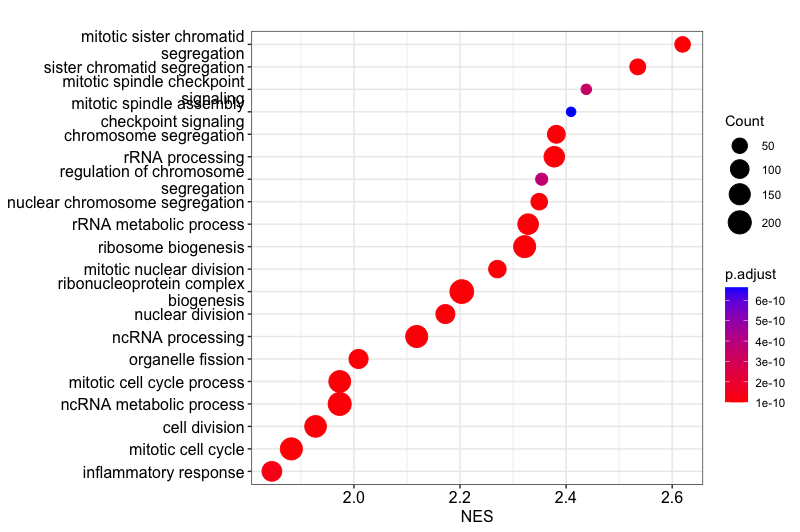 mitotic sister chromatid
segregation
sister chromatid segregation
mitotic spindle checkpoint
signaling
mitotic spindle assembly
checkpoint signaling
chromosome segregation
rRNA processing
regulation of chromosome
segregation
nuclear chromosome segregation
rRNA metabolic process
ribosome biogenesis
mitotic nuclear division
ribonucleoprotein complex
biogenesis
nuclear division
ncRNA processing
organelle fission
mitotic cell cycle process
ncRNA metabolic process
cell division
mitotic cell cycle
inflammatory response
2.0 2.2 2.4 2.6
NES
Count
50
100
150
200
p.adjust
6e-10
5e-10
4e-10
3e-10
2e-10
1e-10